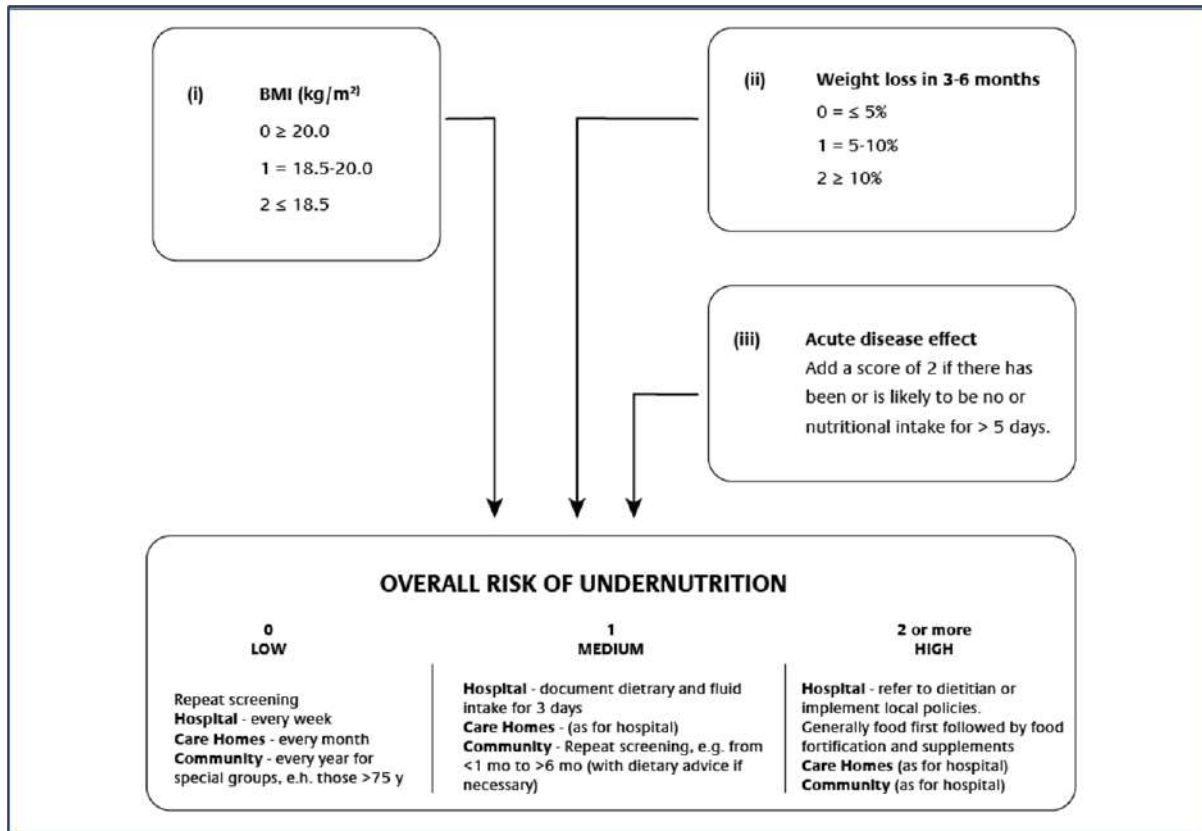 (i) BMI (kg/m²)
0 ≥ 20.0
1 = 18.5-20.0
2 ≤ 18.5
(ii) Weight loss in 3-6 months
0 = ≤ 5%
1 = 5-10%
2 ≥ 10%
(iii) Acute disease effect
Add a score of 2 if there has
been or is likely to be no or
nutritional intake for > 5 days.
OVERALL RISK OF UNDERNUTRITION
0
LOW
Repeat screening
Hospital - every week
Care Homes - every month
Community - every year for
special groups, e.h. those >75 y
1
MEDIUM
Hospital - document dietrary and fluid
intake for 3 days
Care Homes - (as for hospital)
Community - Repeat screening, e.g. from
<1 mo to >6 mo (with dietary advice if
necessary)
2 or more
HIGH
Hospital - refer to dietitian or
implement local policies.
Generally food first followed by food
fortification and supplements
Care Homes (as for hospital)
Community (as for hospital)